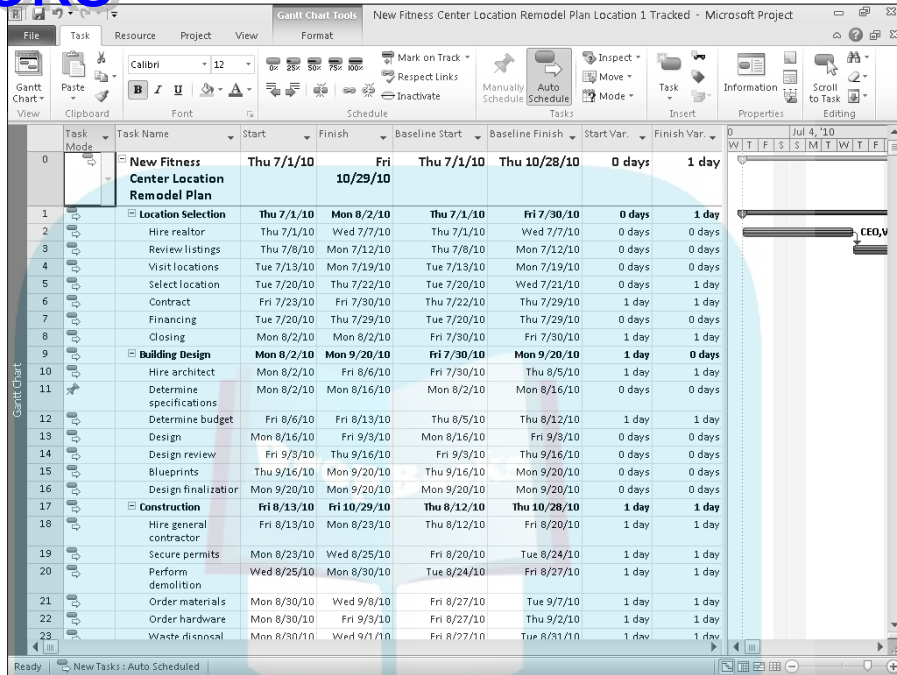 Gantt Chart Tools New Fitness Center Location Remodel Plan Location 1 Tracked - Microsoft Project
File Task Resource Project View Format
Calibri 12 Mark on Track Inspect
0% 25% 50% 75% 100% Respect Links Move
B I U A Inactivate Mode
Gantt Chart Paste Manually Schedule Auto Schedule Task Information Scroll to Task
View Clipboard Font Schedule Tasks Insert Properties Editing
Task Mode Task Name Start Finish Baseline Start Baseline Finish Start Var. Finish Var. 0 Jul 4, '10
W T F S S M T W T F
0 New Fitness Center Location Remodel Plan Thu 7/1/10 Fri 10/29/10 Thu 7/1/10 Thu 10/28/10 0 days 1 day
1 Location Selection Thu 7/1/10 Mon 8/2/10 Thu 7/1/10 Fri 7/30/10 0 days 1 day
2 Hire realtor Thu 7/1/10 Wed 7/7/10 Thu 7/1/10 Wed 7/7/10 0 days 0 days CEO,V
3 Review listings Thu 7/8/10 Mon 7/12/10 Thu 7/8/10 Mon 7/12/10 0 days 0 days
4 Visit locations Tue 7/13/10 Mon 7/19/10 Tue 7/13/10 Mon 7/19/10 0 days 0 days
5 Select location Tue 7/20/10 Thu 7/22/10 Tue 7/20/10 Wed 7/21/10 0 days 1 day
6 Contract Fri 7/23/10 Fri 7/30/10 Thu 7/22/10 Thu 7/29/10 1 day 1 day
7 Financing Tue 7/20/10 Thu 7/29/10 Tue 7/20/10 Thu 7/29/10 0 days 0 days
8 Closing Mon 8/2/10 Mon 8/2/10 Fri 7/30/10 Fri 7/30/10 1 day 1 day
9 Building Design Mon 8/2/10 Mon 9/20/10 Fri 7/30/10 Mon 9/20/10 1 day 0 days
10 Hire architect Mon 8/2/10 Fri 8/6/10 Fri 7/30/10 Thu 8/5/10 1 day 1 day
11 Determine specifications Mon 8/2/10 Mon 8/16/10 Mon 8/2/10 Mon 8/16/10 0 days 0 days
12 Determine budget Fri 8/6/10 Fri 8/13/10 Thu 8/5/10 Thu 8/12/10 1 day 1 day
13 Design Mon 8/16/10 Fri 9/3/10 Mon 8/16/10 Fri 9/3/10 0 days 0 days
14 Design review Fri 9/3/10 Thu 9/16/10 Fri 9/3/10 Thu 9/16/10 0 days 0 days
15 Blueprints Thu 9/16/10 Mon 9/20/10 Thu 9/16/10 Mon 9/20/10 0 days 0 days
16 Design finalization Mon 9/20/10 Mon 9/20/10 Mon 9/20/10 Mon 9/20/10 0 days 0 days
17 Construction Fri 8/13/10 Fri 10/29/10 Thu 8/12/10 Thu 10/28/10 1 day 1 day
18 Hire general contractor Fri 8/13/10 Mon 8/23/10 Thu 8/12/10 Fri 8/20/10 1 day 1 day
19 Secure permits Mon 8/23/10 Wed 8/25/10 Fri 8/20/10 Tue 8/24/10 1 day 1 day
20 Perform demolition Wed 8/25/10 Mon 8/30/10 Tue 8/24/10 Fri 8/27/10 1 day 1 day
21 Order materials Mon 8/30/10 Wed 9/8/10 Fri 8/27/10 Tue 9/7/10 1 day 1 day
22 Order hardware Mon 8/30/10 Fri 9/3/10 Fri 8/27/10 Thu 9/2/10 1 day 1 day
23 Waste disposal Mon 8/30/10 Wed 9/1/10 Fri 8/27/10 Tue 8/31/10 1 day 1 day
Gantt Chart
Ready New Tasks : Auto Scheduled